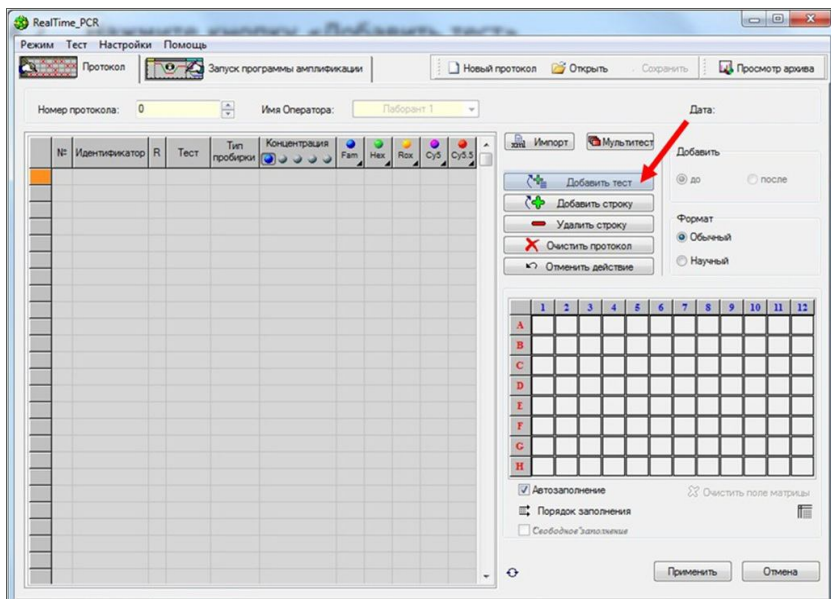 RealTime_PCR
Режим Тест Настройки Помощь
Протокол Запуск программы амплификации Новый протокол Открыть Сохранить Просмотр архива
Номер протокола: 0 Имя Оператора: Лаборант 1 Дата:
№ Идентификатор R Тест Тип пробирки Концентрация Fam Hex Rox Cy5 Cy5.5
xml Импорт Мультитест
Добавить
Добавить тест
до после
Добавить строку
Удалить строку
Формат
Очистить протокол
Обычный
Отменить действие
Научный
1 2 3 4 5 6 7 8 9 10 11 12
A
B
C
D
E
F
G
H
Автозаполнение Очистить поле матрицы
Порядок заполнения
Свободное заполнение
Применить Отмена